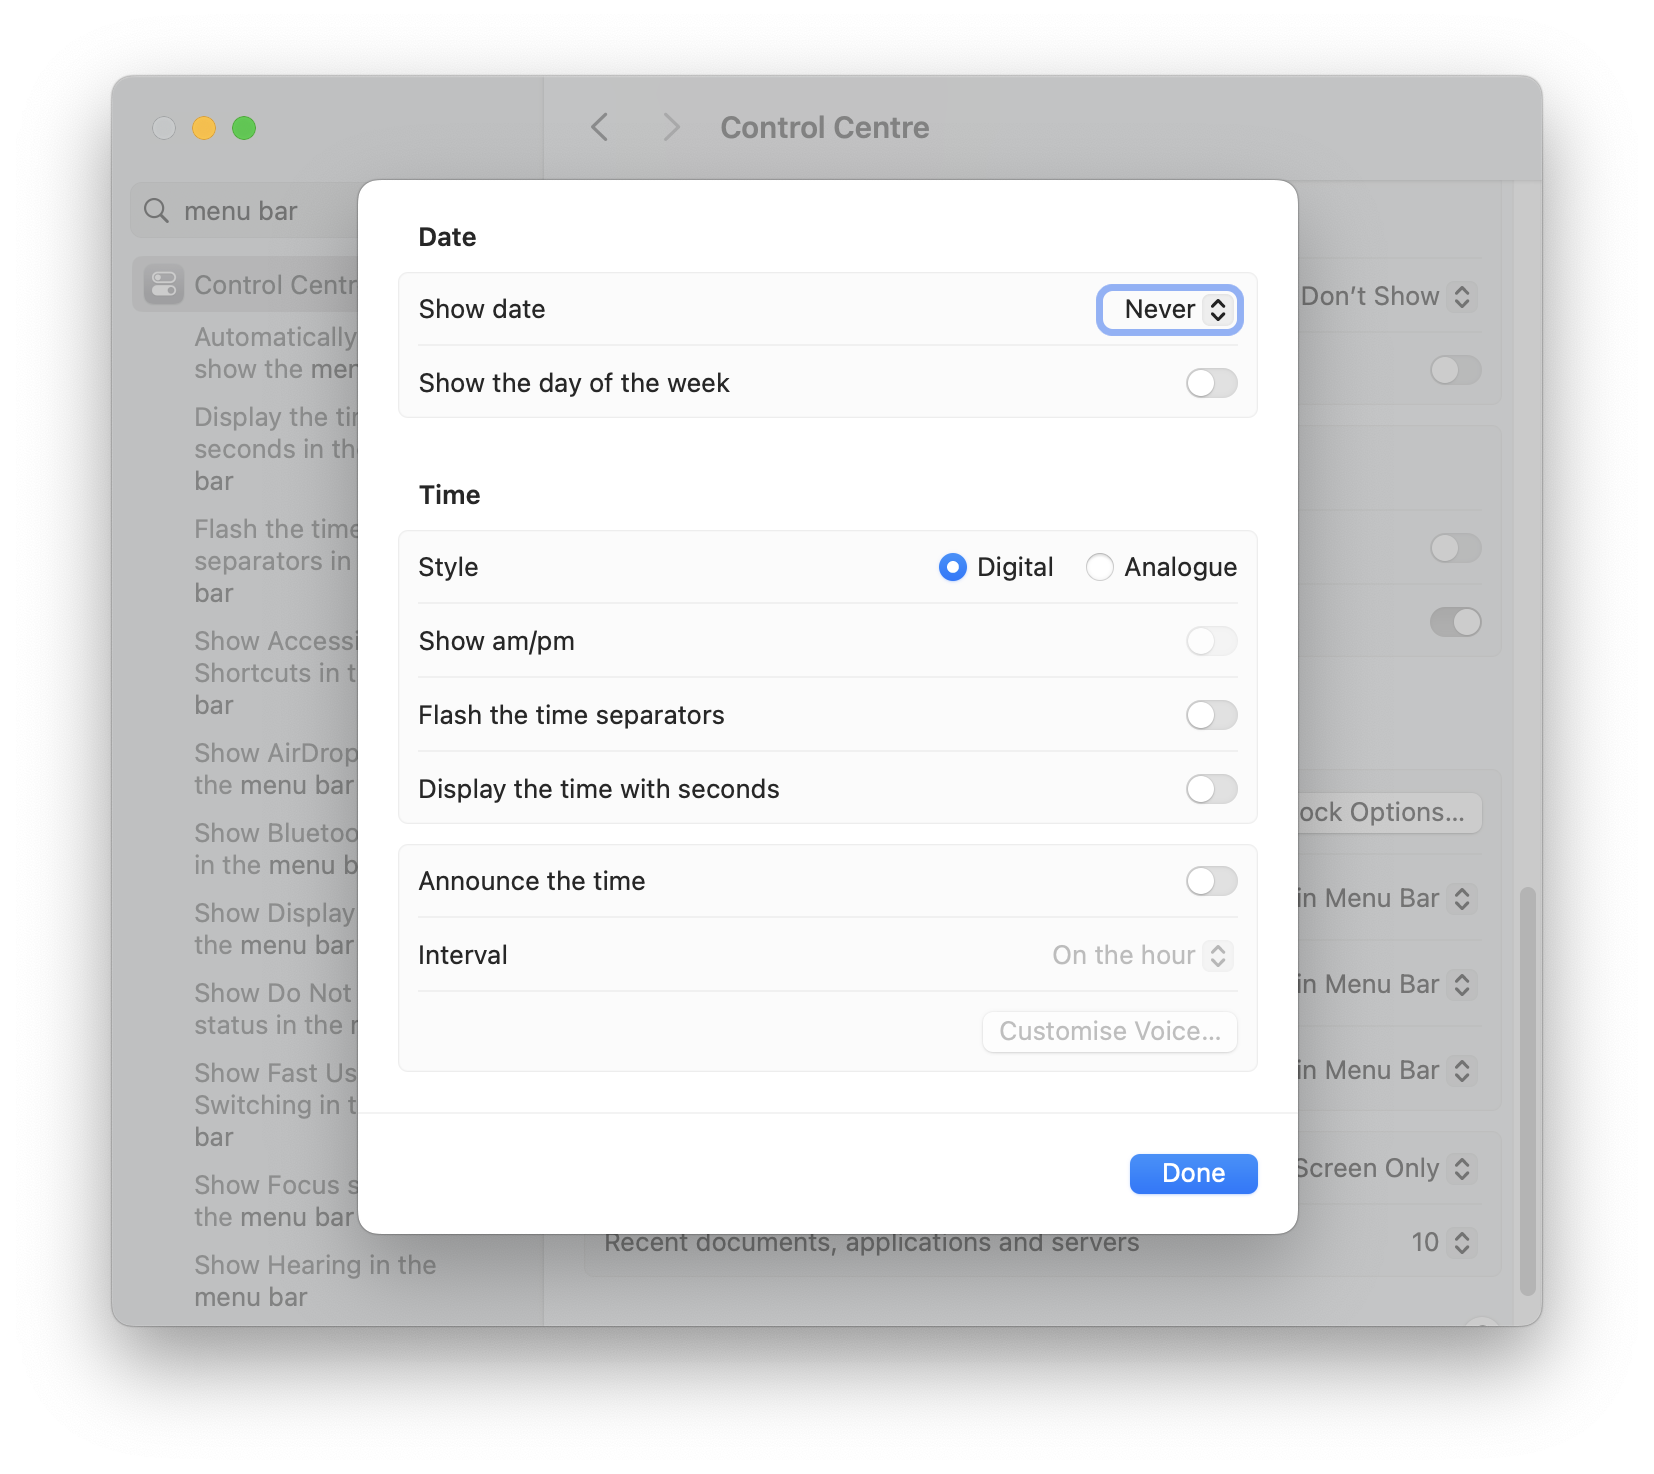 Control Centre
menu bar
Control Centr
Automatically
show the men
Display the tim
seconds in the
bar
Flash the time
separators in
bar
Show Accessi
Shortcuts in t
bar
Show AirDrop
the menu bar
Show Bluetoo
in the menu b
Show Display
the menu bar
Show Do Not
status in the
Show Fast Us
Switching in t
bar
Show Focus s
the menu bar
Show Hearing in the
menu bar
Date
Show date
Never
Show the day of the week
Time
Style
Digital
Analogue
Show am/pm
Flash the time separators
Display the time with seconds
Announce the time
Interval
On the hour
Customise Voice...
Done
Don't Show
ock Options...
in Menu Bar
in Menu Bar
in Menu Bar
Screen Only
Recent documents, applications and servers
10